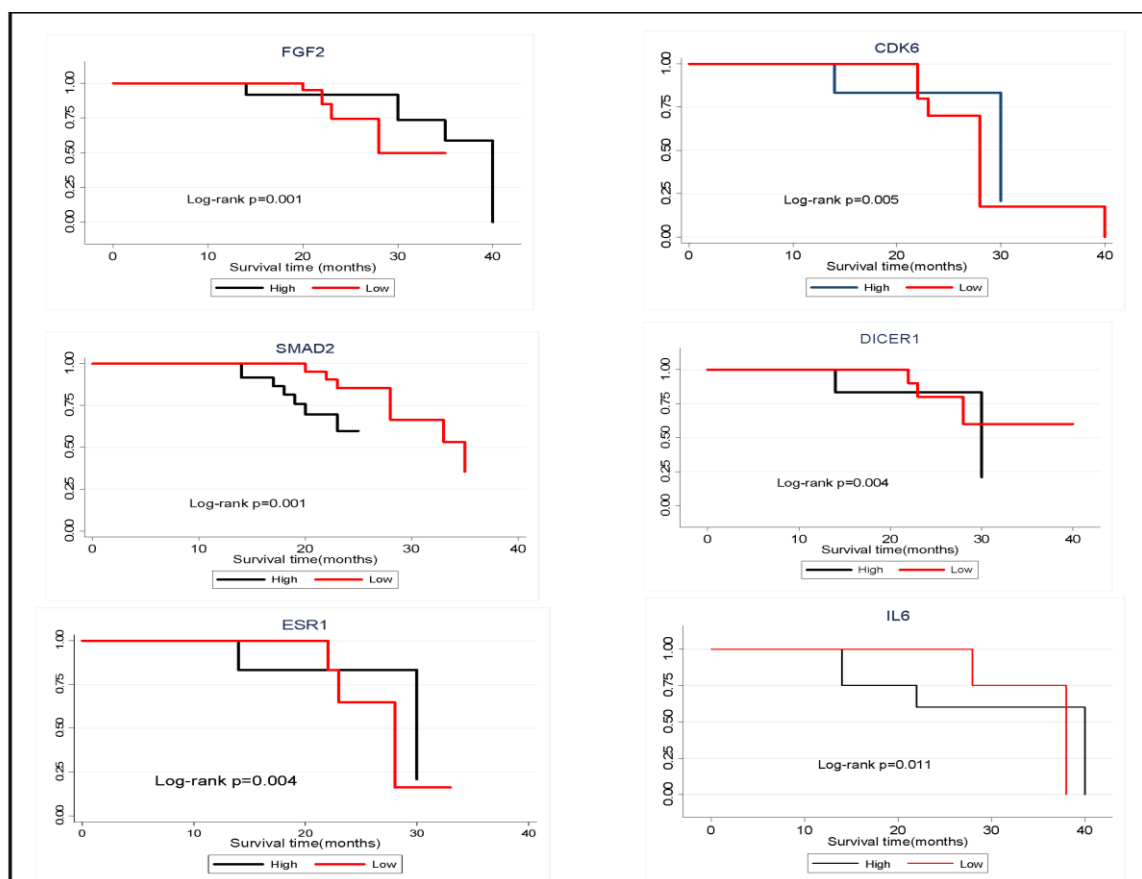 FGF2
1.00
0.75
0.50
0.25
0.00
Log-rank p=0.001
0 10 20 30 40
Survival time (months)
High Low
CDK6
1.00
0.75
0.50
0.25
0.00
Log-rank p=0.005
0 10 20 30 40
Survival time(months)
High Low
SMAD2
1.00
0.75
0.50
0.25
0.00
Log-rank p=0.001
0 10 20 30 40
Survival time(months)
High Low
DICER1
1.00
0.75
0.50
0.25
0.00
Log-rank p=0.004
0 10 20 30 40
Survival time(months)
High Low
ESR1
1.00
0.75
0.50
0.25
0.00
Log-rank p=0.004
0 10 20 30 40
Survival time(months)
High Low
IL6
1.00
0.75
0.50
0.25
0.00
Log-rank p=0.011
0 10 20 30 40
Survival time(months)
High Low